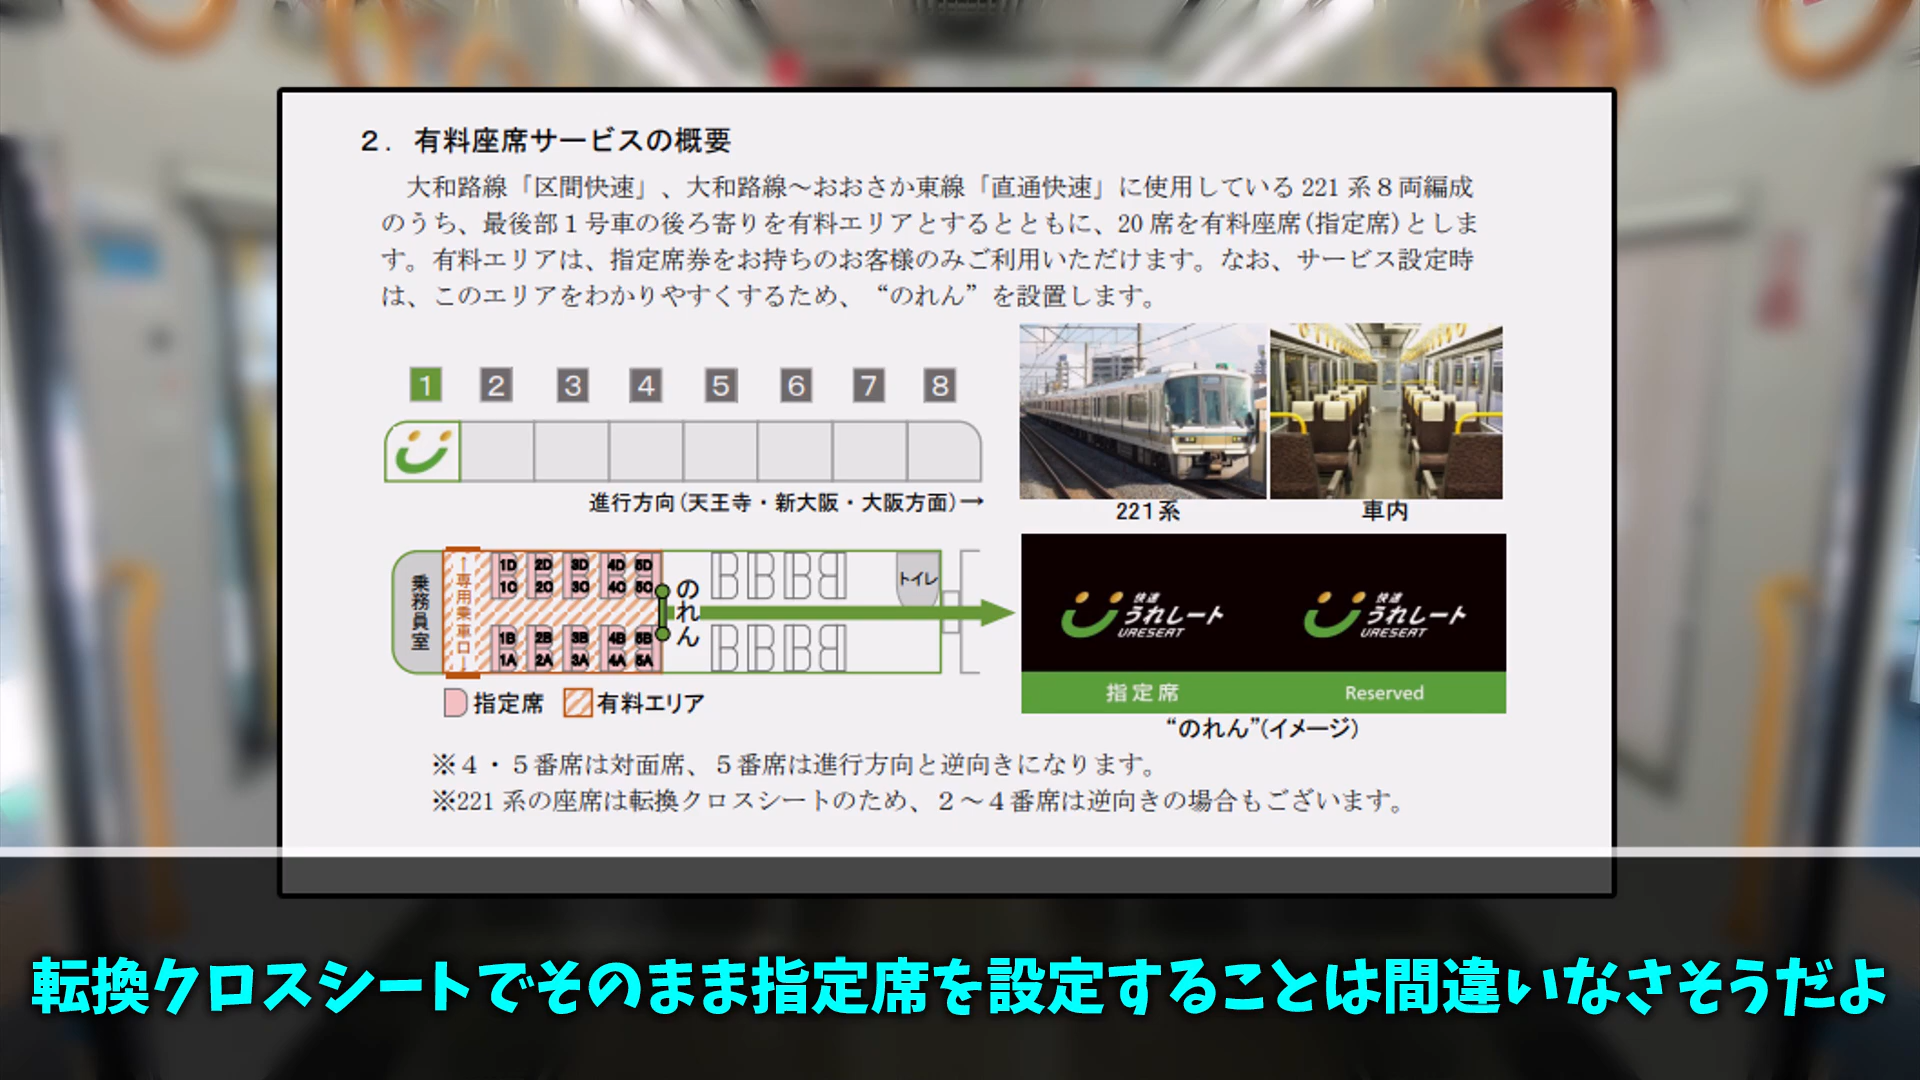 2. 有料座席サービスの概要
大和路線「区間快速」、大和路線～おおさか東線「直通快速」に使用している 221 系８両編成
のうち、最後部１号車の後ろ寄りを有料エリアとするとともに、20 席を有料座席(指定席)としま
す。有料エリアは、指定席券をお持ちのお客様のみご利用いただけます。なお、サービス設定時
は、このエリアをわかりやすくするため、“のれん”を設置します。
1 2 3 4 5 6 7 8
進行方向(天王寺・新大阪・大阪方面)→
221系
車内
乗務員室
←専用乗車口→
1D 2D 3D 4D 5D
1C 2C 3C 4C 5C
1B 2B 3B 4B 5B
1A 2A 3A 4A 5A
のれん
トイレ
指定席 有料エリア
快速 うれシート URESEAT
快速 うれシート URESEAT
指定席 Reserved
“のれん”(イメージ)
※４・５番席は対面席、５番席は進行方向と逆向きになります。
※221 系の座席は転換クロスシートのため、２～４番席は逆向きの場合もございます。
転換クロスシートでそのまま指定席を設定することは間違いなさそうだよ